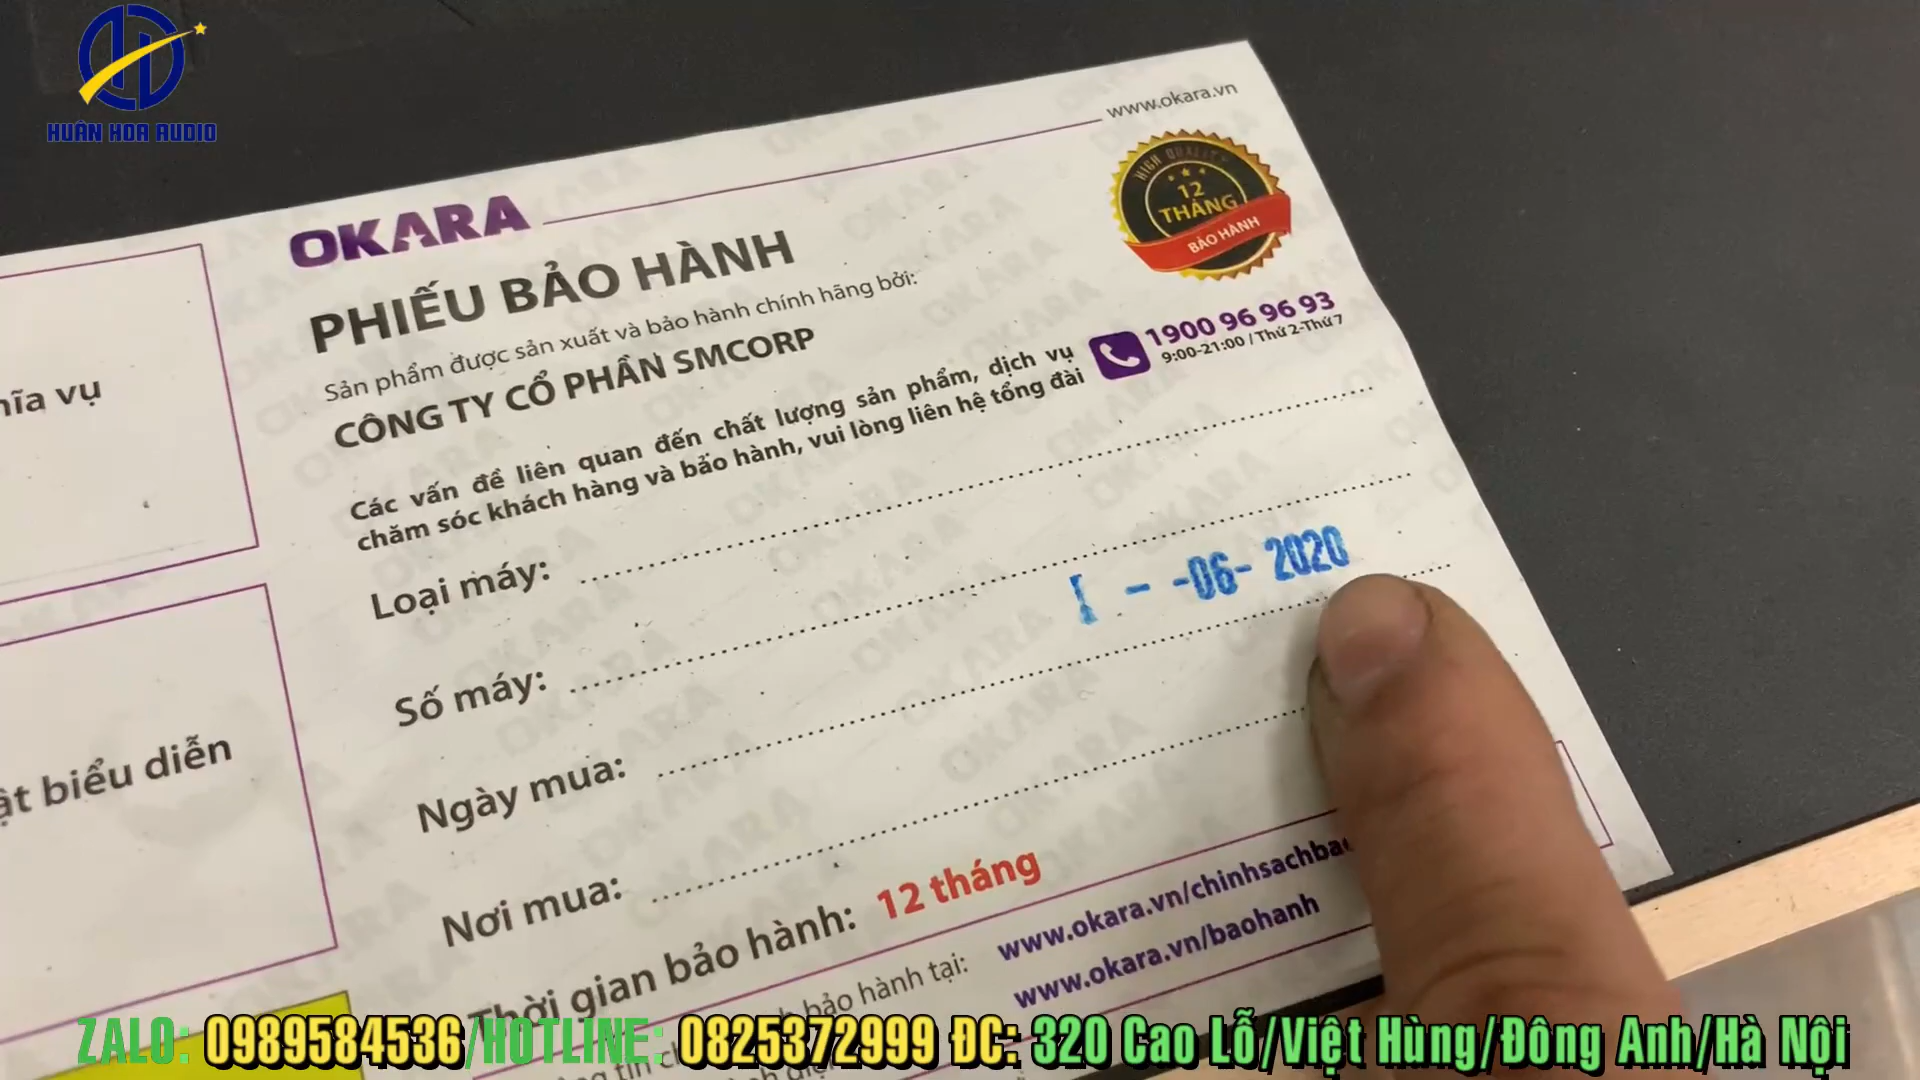 HUÂN HOA AUDIO
www.okara.vn
HIGH QUALITY
12
THÁNG
BẢO HÀNH
OKARA
PHIẾU BẢO HÀNH
Sản phẩm được sản xuất và bảo hành chính hãng bởi:
CÔNG TY CỔ PHẦN SMCORP
Các vấn đề liên quan đến chất lượng sản phẩm, dịch vụ
chăm sóc khách hàng và bảo hành, vui lòng liên hệ tổng đài
1900 96 96 93
9:00-21:00 / Thứ 2-Thứ 7
Loại máy:
Số máy:
- -06- 2020
Ngày mua:
Nơi mua:
Thời gian bảo hành: 12 tháng
bảo hành tại:
www.okara.vn/chinhsachba
www.okara.vn/baohanh
vụ
biểu diễn
ZALO: 0989584536/HOTLINE: 0825372999 ĐC: 320 Cao Lỗ/Việt Hùng/Đông Anh/Hà Nội